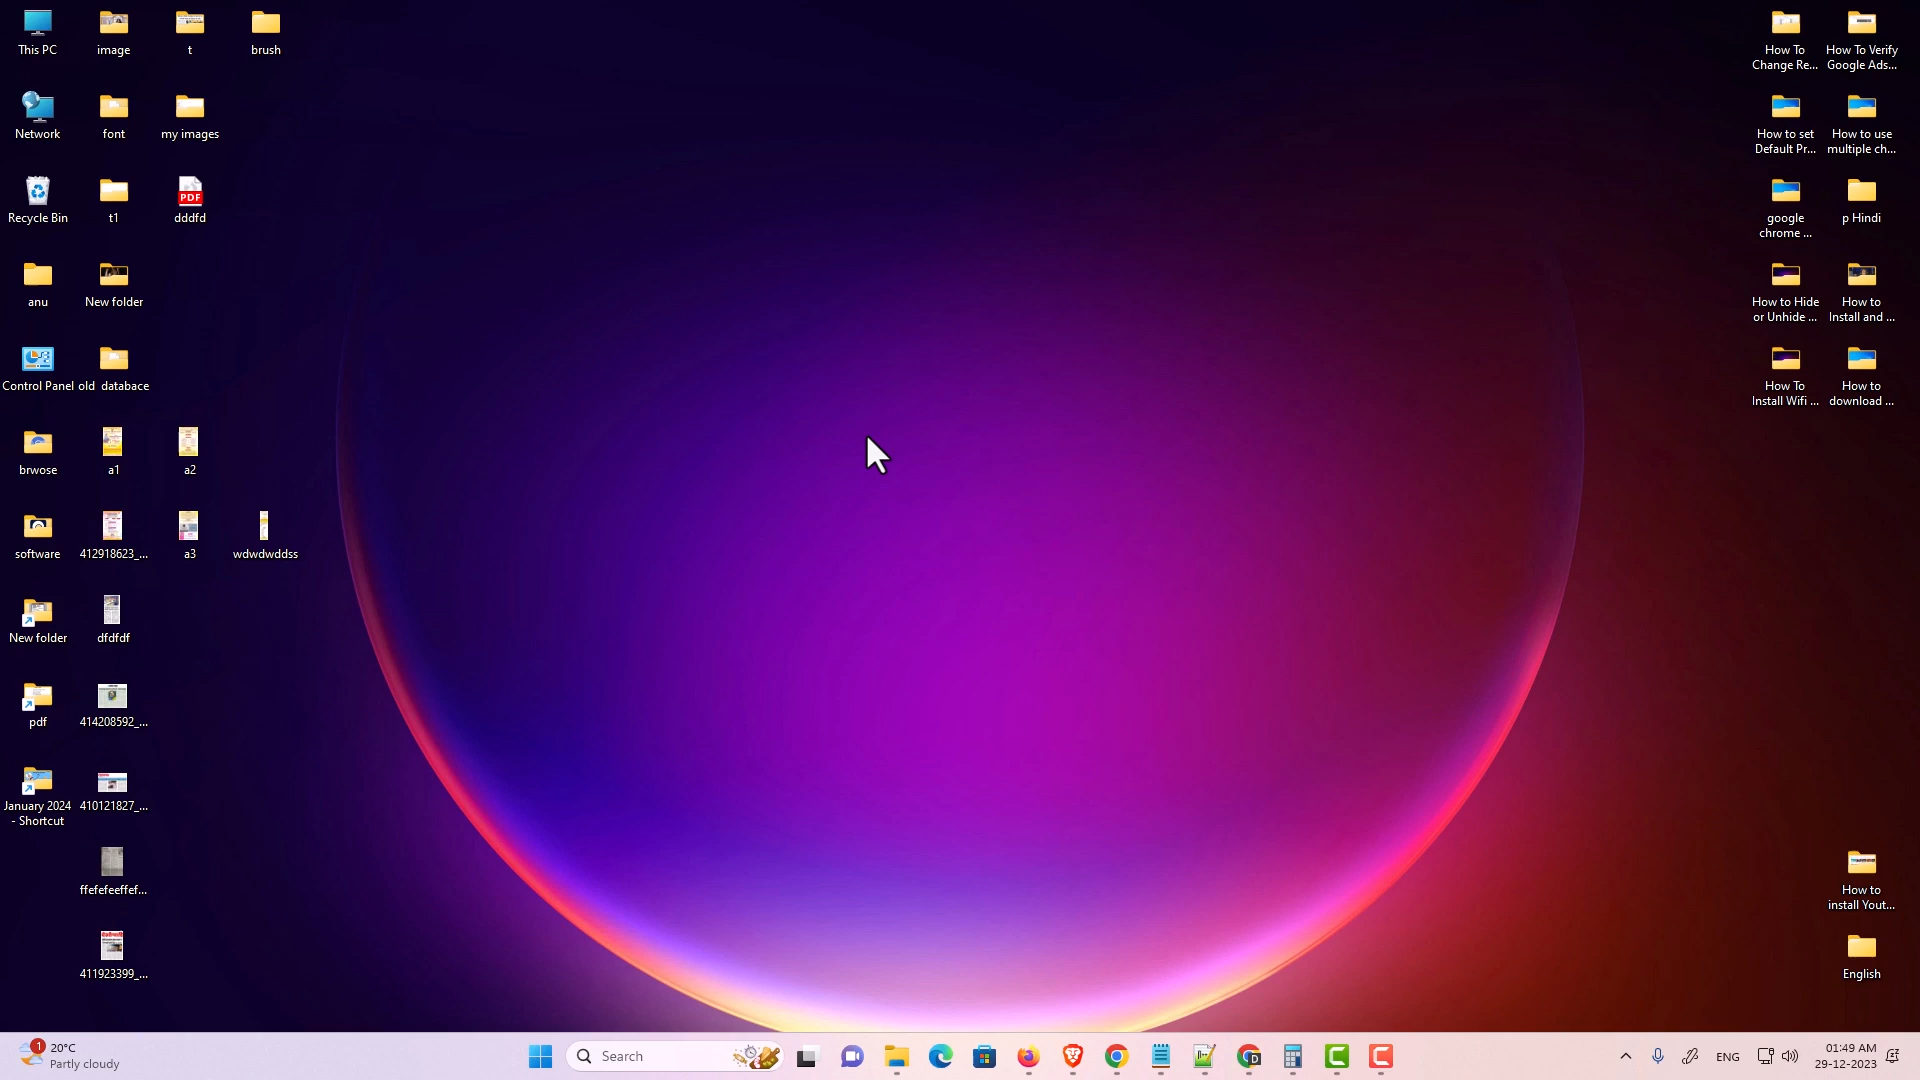 This PC
image
t
brush
Network
font
my images
Recycle Bin
t1
PDF
dddfd
anu
New folder
Control Panel
old databace
brwose
a1
a2
software
412918623_...
a3
wdwdwddss
New folder
dfdfdf
pdf
414208592_...
January 2024
- Shortcut
410121827_...
ffefefeeffef...
411923399_...
How To
Change Re...
How To Verify
Google Ads...
How to set
Default Pr...
How to use
multiple ch...
google
chrome ...
p Hindi
How to Hide
or Unhide ...
How to
Install and ...
How To
Install Wifi ...
How to
download ...
How to
install Yout...
English
1
20°C
Partly cloudy
Search
D
ENG
01:49 AM
29-12-2023